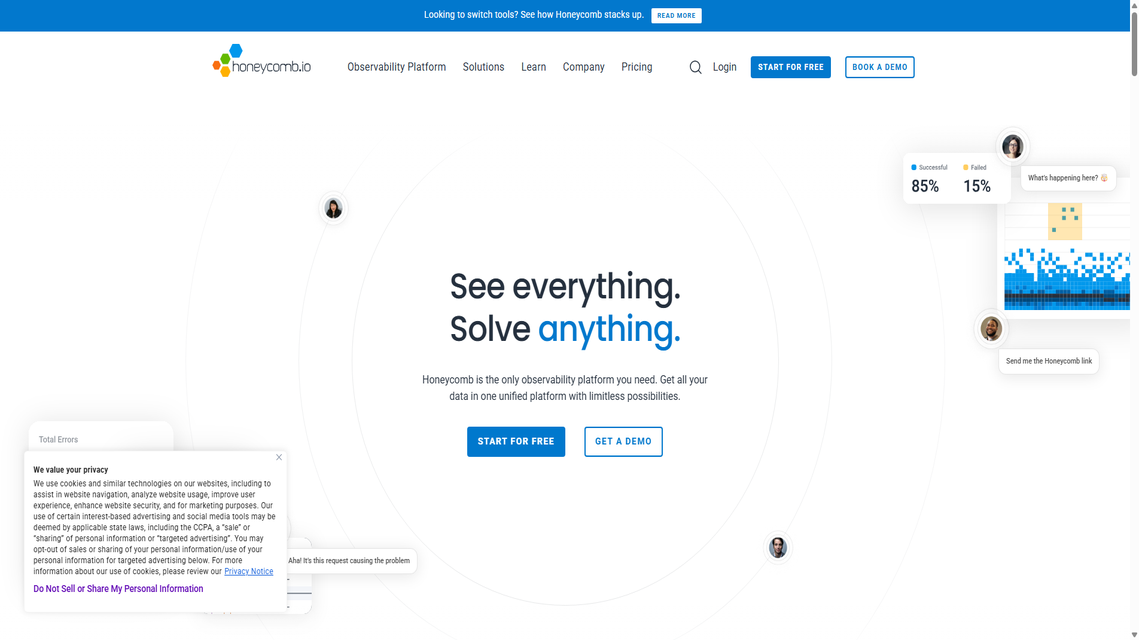 Looking to switch tools? See how Honeycomb stacks up. READ MORE
honeycomb.io
Observability Platform Solutions Learn Company Pricing Login START FOR FREE BOOK A DEMO
Successful Failed
85% 15%
What's happening here? 🤯
See everything.
Solve anything.
Send me the Honeycomb link
Honeycomb is the only observability platform you need. Get all your
data in one unified platform with limitless possibilities.
START FOR FREE GET A DEMO
Total Errors
We value your privacy
We use cookies and similar technologies on our websites, including to
assist in website navigation, analyze website usage, improve user
experience, enhance website security, and for marketing purposes. Our
use of certain interest-based advertising and social media tools may be
deemed by applicable state laws, including the CCPA, a “sale” or
“sharing” of personal information or “targeted advertising”. You may
opt-out of sales or sharing of your personal information/use of your
personal information for targeted advertising below. For more
information about our use of cookies, please review our Privacy Notice
Do Not Sell or Share My Personal Information
Aha! It's this request causing the problem